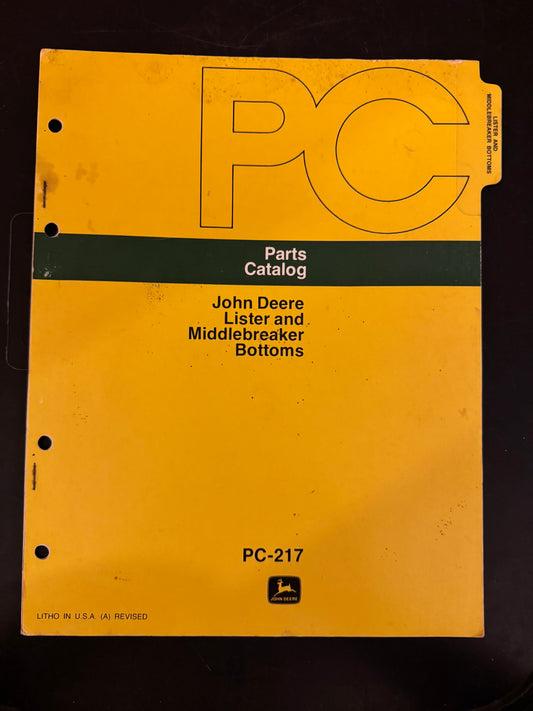 PC
LISTER AND
MIDDLEBREAKER BOTTOMS
Parts
Catalog
John Deere
Lister and
Middlebreaker
Bottoms
PC-217
JOHN DEERE
LITHO IN U.S.A. (A) REVISED